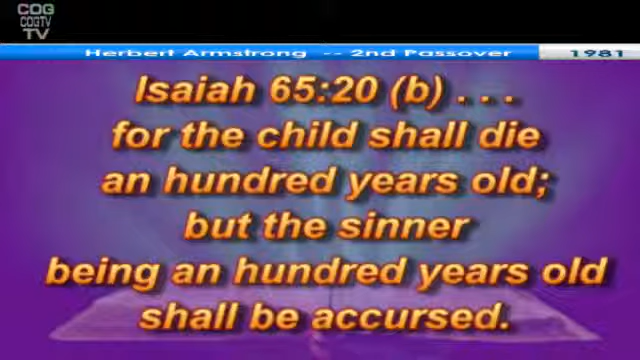 COG
COGTV
TV
Herbert Armstrong -- 2nd Passover 1981
Isaiah 65:20 (b) . . .
for the child shall die
an hundred years old;
but the sinner
being an hundred years old
shall be accursed.